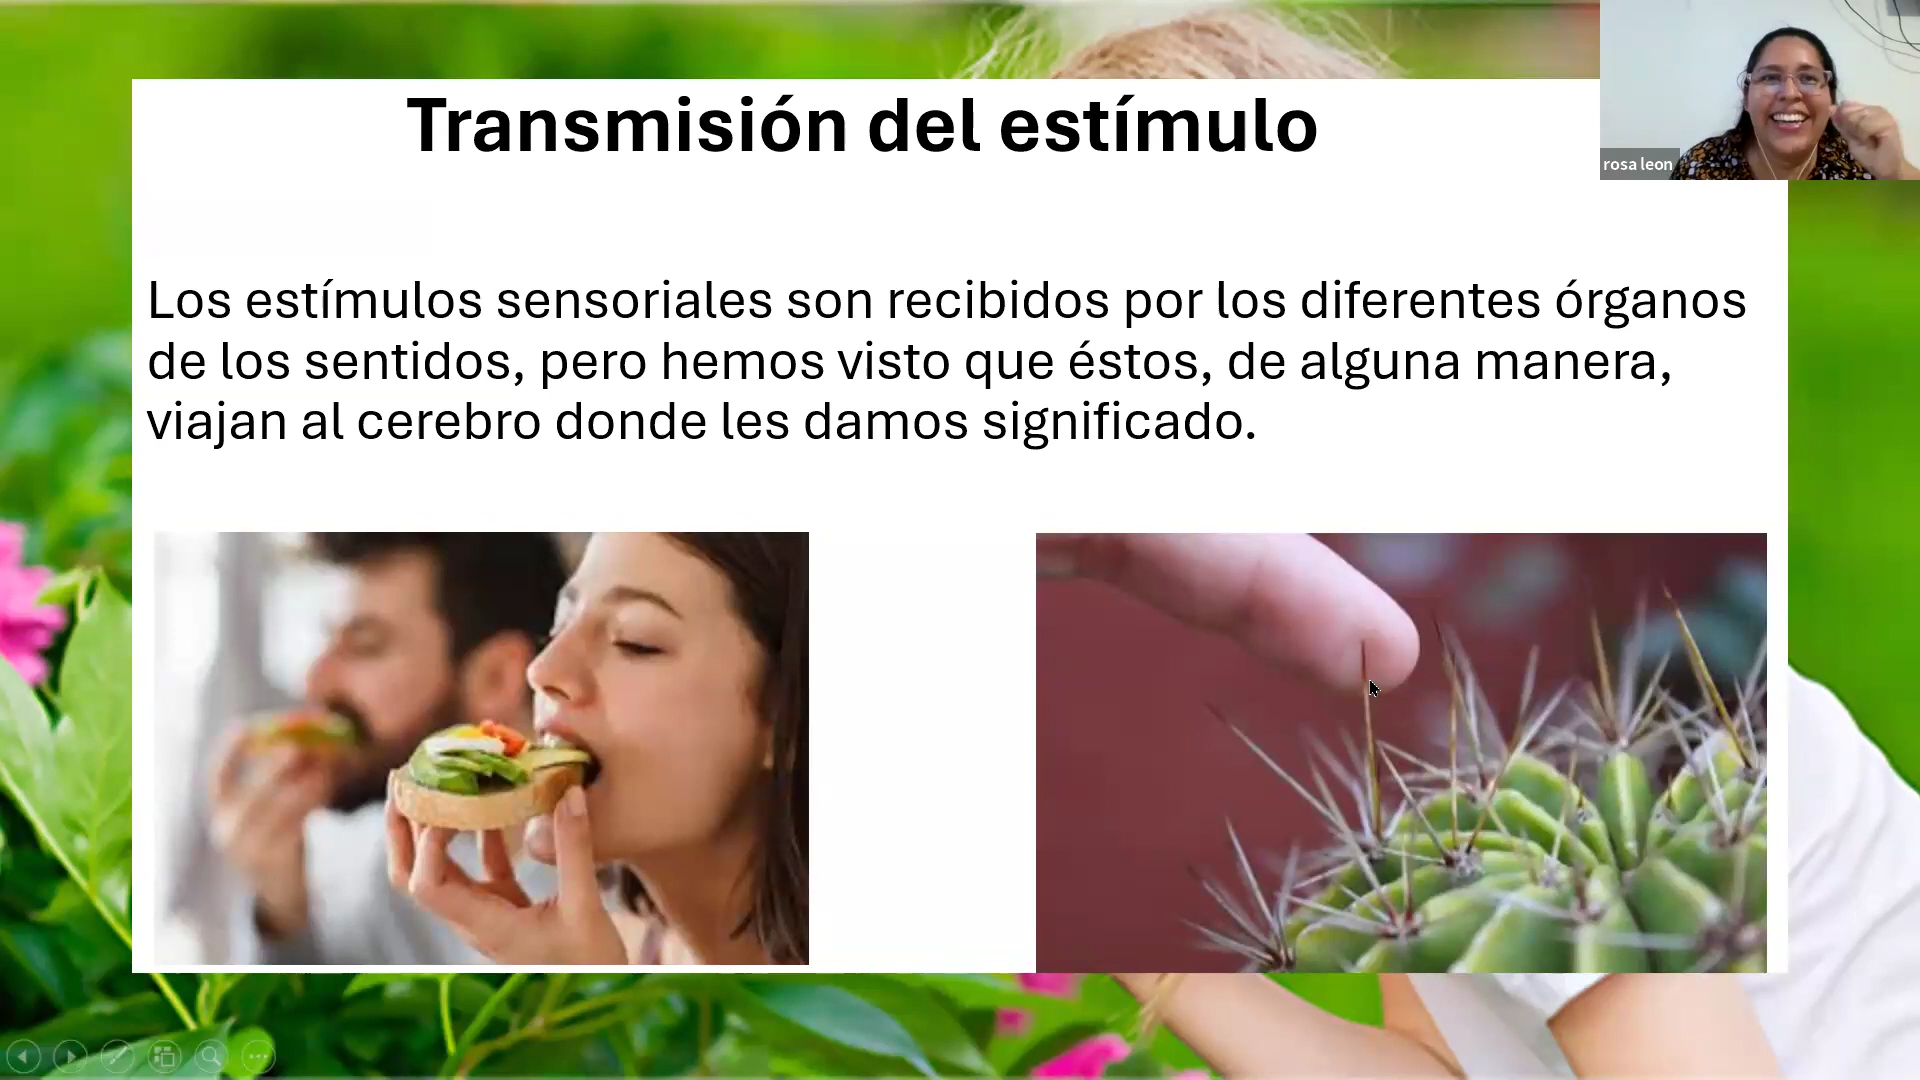 Transmisión del estímulo
rosa leon
Los estímulos sensoriales son recibidos por los diferentes órganos
de los sentidos, pero hemos visto que éstos, de alguna manera,
viajan al cerebro donde les damos significado.